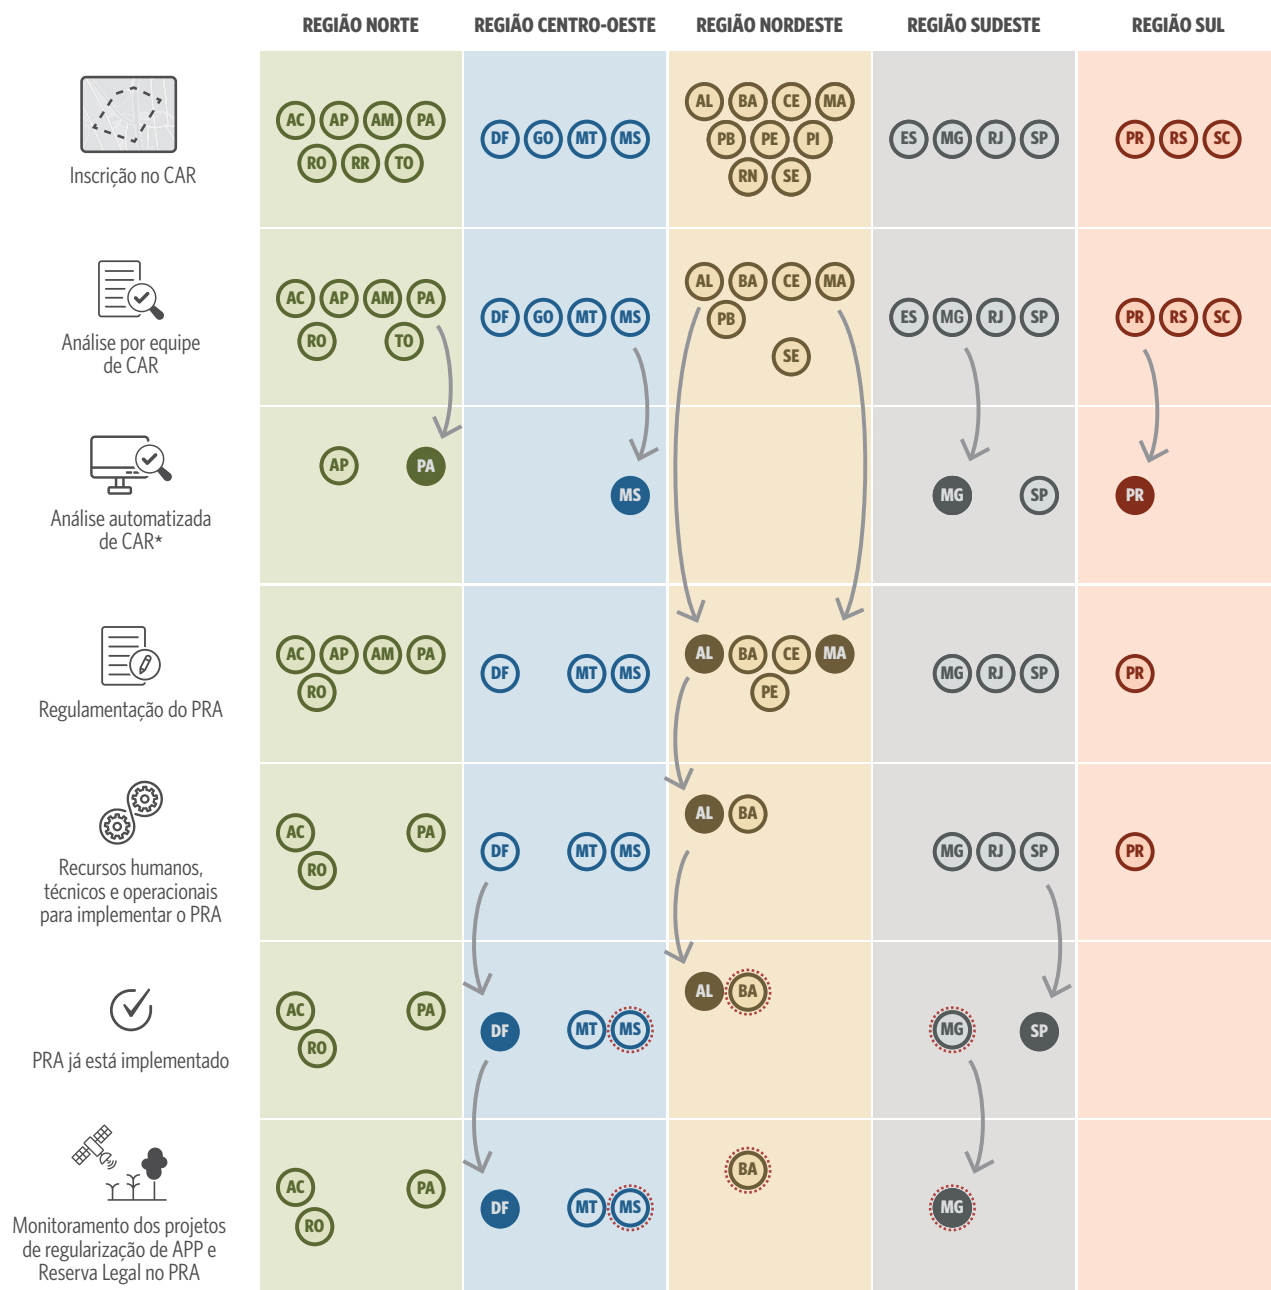 REGIÃO NORTE REGIÃO CENTRO-OESTE REGIÃO NORDESTE REGIÃO SUDESTE REGIÃO SUL
Inscrição no CAR
AC AP AM PA
RO RR TO
DF GO MT MS
AL BA CE MA
PB PE PI
RN SE
ES MG RJ SP
PR RS SC
Análise por equipe
de CAR
AC AP AM PA
RO TO
DF GO MT MS
AL BA CE MA
PB
SE
ES MG RJ SP
PR RS SC
Análise automatizada
de CAR*
AP PA
MS
MG SP
PR
Regulamentação do PRA
AC AP AM PA
RO
DF MT MS
AL BA CE MA
PE
MG RJ SP
PR
Recursos humanos,
técnicos e operacionais
para implementar o PRA
AC PA
RO
DF MT MS
AL BA
MG RJ SP
PR
PRA já está implementado
AC PA
RO
DF MT MS
AL BA
MG SP
Monitoramento dos projetos
de regularização de APP e
Reserva Legal no PRA
AC PA
RO
DF MT MS
BA
MG